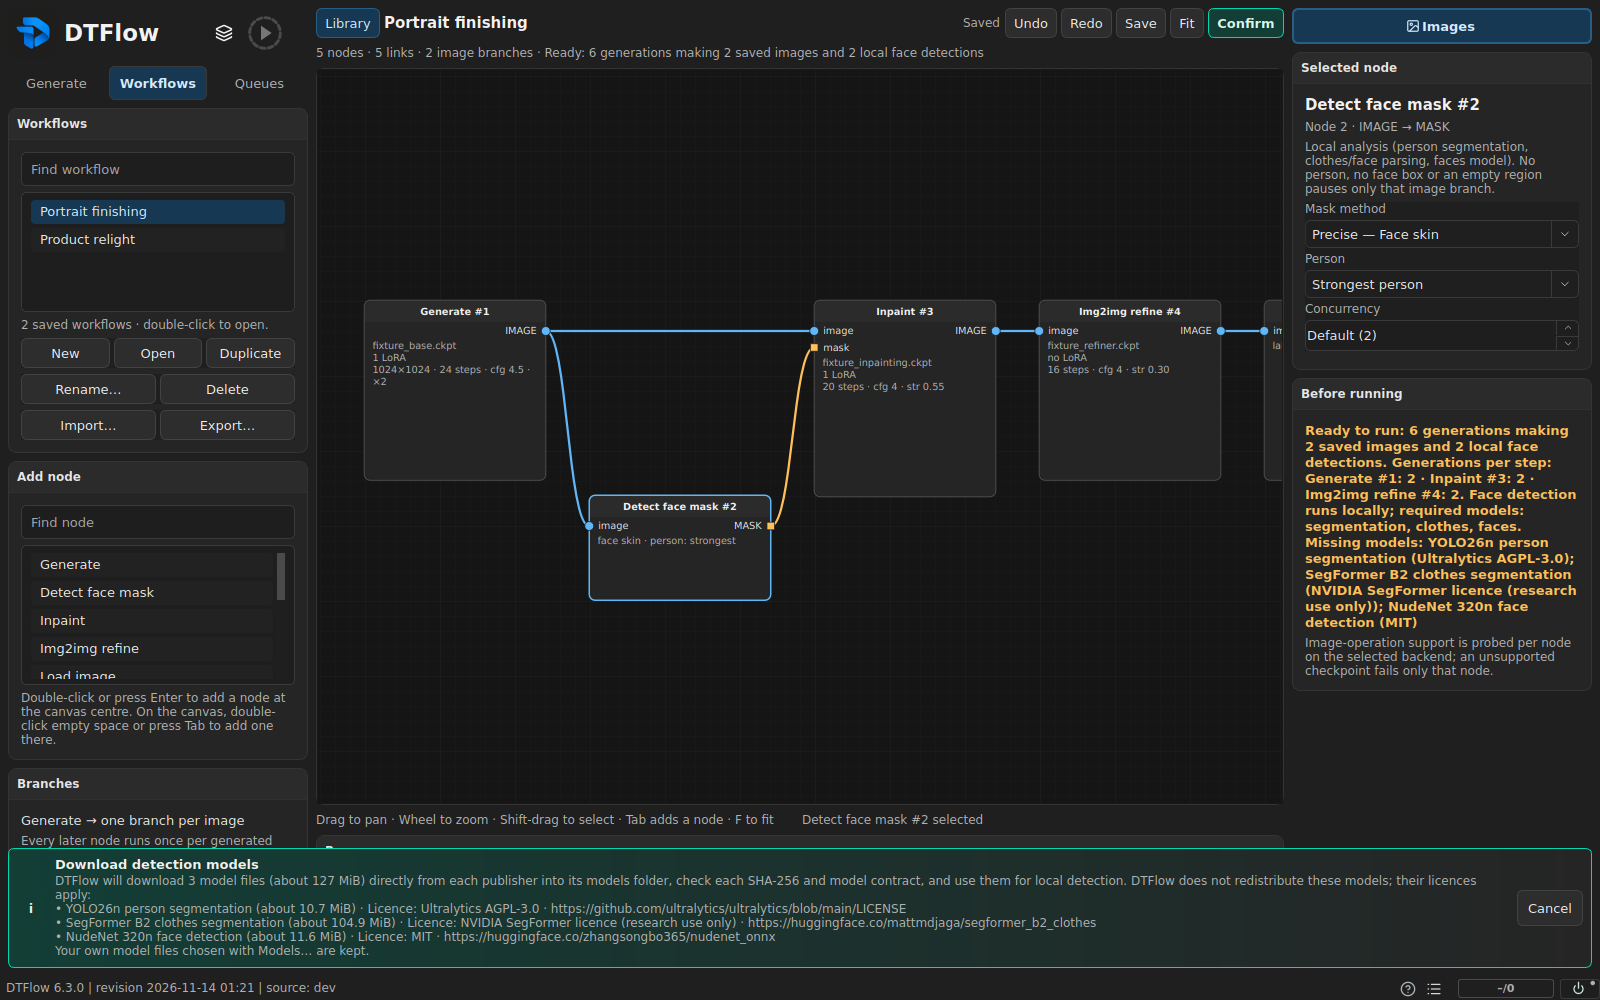 DTFlow
Generate
Workflows
Queues
Workflows
Find workflow
Portrait finishing
Product relight
2 saved workflows · double-click to open.
New
Open
Duplicate
Rename…
Delete
Import…
Export…
Add node
Find node
Generate
Detect face mask
Inpaint
Img2img refine
Load image
Double-click or press Enter to add a node at
the canvas centre. On the canvas, double-
click empty space or press Tab to add one
there.
Branches
Generate → one branch per image
Every later node runs once per generated
Library
Portrait finishing
Saved
Undo
Redo
Save
Fit
Confirm
5 nodes · 5 links · 2 image branches · Ready: 6 generations making 2 saved images and 2 local face detections
Generate #1
IMAGE
fixture_base.ckpt
1 LoRA
1024×1024 · 24 steps · cfg 4.5 ·
×2
Detect face mask #2
image
MASK
face skin · person: strongest
Inpaint #3
image
IMAGE
mask
fixture_inpainting.ckpt
1 LoRA
20 steps · cfg 4 · str 0.55
Img2img refine #4
image
IMAGE
fixture_refiner.ckpt
no LoRA
16 steps · cfg 4 · str 0.30
Drag to pan · Wheel to zoom · Shift-drag to select · Tab adds a node · F to fit
Detect face mask #2 selected
Images
Selected node
Detect face mask #2
Node 2 · IMAGE → MASK
Local analysis (person segmentation,
clothes/face parsing, faces model). No
person, no face box or an empty region
pauses only that image branch.
Mask method
Precise — Face skin
Person
Strongest person
Concurrency
Default (2)
Before running
Ready to run: 6 generations making
2 saved images and 2 local face
detections. Generations per step:
Generate #1: 2 · Inpaint #3: 2 ·
Img2img refine #4: 2. Face detection
runs locally; required models:
segmentation, clothes, faces.
Missing models: YOLO26n person
segmentation (Ultralytics AGPL-3.0);
SegFormer B2 clothes segmentation
(NVIDIA SegFormer licence (research
use only)); NudeNet 320n face
detection (MIT)
Image-operation support is probed per node
on the selected backend; an unsupported
checkpoint fails only that node.
Download detection models
DTFlow will download 3 model files (about 127 MiB) directly from each publisher into its models folder, check each SHA-256 and model contract, and use them for local detection. DTFlow does not redistribute these models; their licences
apply:
• YOLO26n person segmentation (about 10.7 MiB) · Licence: Ultralytics AGPL-3.0 · https://github.com/ultralytics/ultralytics/blob/main/LICENSE
• SegFormer B2 clothes segmentation (about 104.9 MiB) · Licence: NVIDIA SegFormer licence (research use only) · https://huggingface.co/mattmdjaga/segformer_b2_clothes
• NudeNet 320n face detection (about 11.6 MiB) · Licence: MIT · https://huggingface.co/zhangsongbo365/nudenet_onnx
Your own model files chosen with Models… are kept.
Cancel
DTFlow 6.3.0 | revision 2026-11-14 01:21 | source: dev
–/0